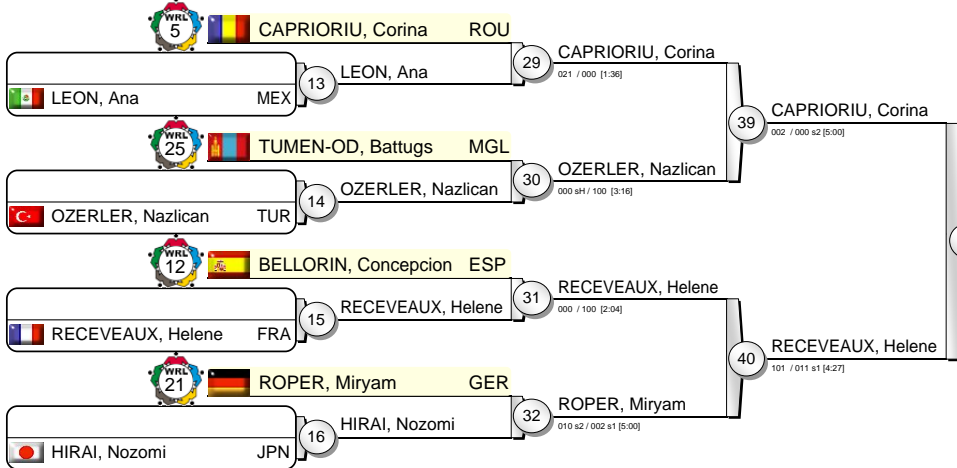 WRL
5
CAPRIORIU, Corina ROU
29
CAPRIORIU, Corina
021 / 000 [1:36]
13
LEON, Ana
LEON, Ana MEX
39
CAPRIORIU, Corina
002 / 000 s2 [5:00]
WRL
25
TUMEN-OD, Battugs MGL
30
OZERLER, Nazlican
000 sH / 100 [3:16]
14
OZERLER, Nazlican
OZERLER, Nazlican TUR
WRL
12
BELLORIN, Concepcion ESP
31
RECEVEAUX, Helene
000 / 100 [2:04]
15
RECEVEAUX, Helene
RECEVEAUX, Helene FRA
40
RECEVEAUX, Helene
101 / 011 s1 [4:27]
WRL
21
ROPER, Miryam GER
32
ROPER, Miryam
010 s2 / 002 s1 [5:00]
16
HIRAI, Nozomi
HIRAI, Nozomi JPN